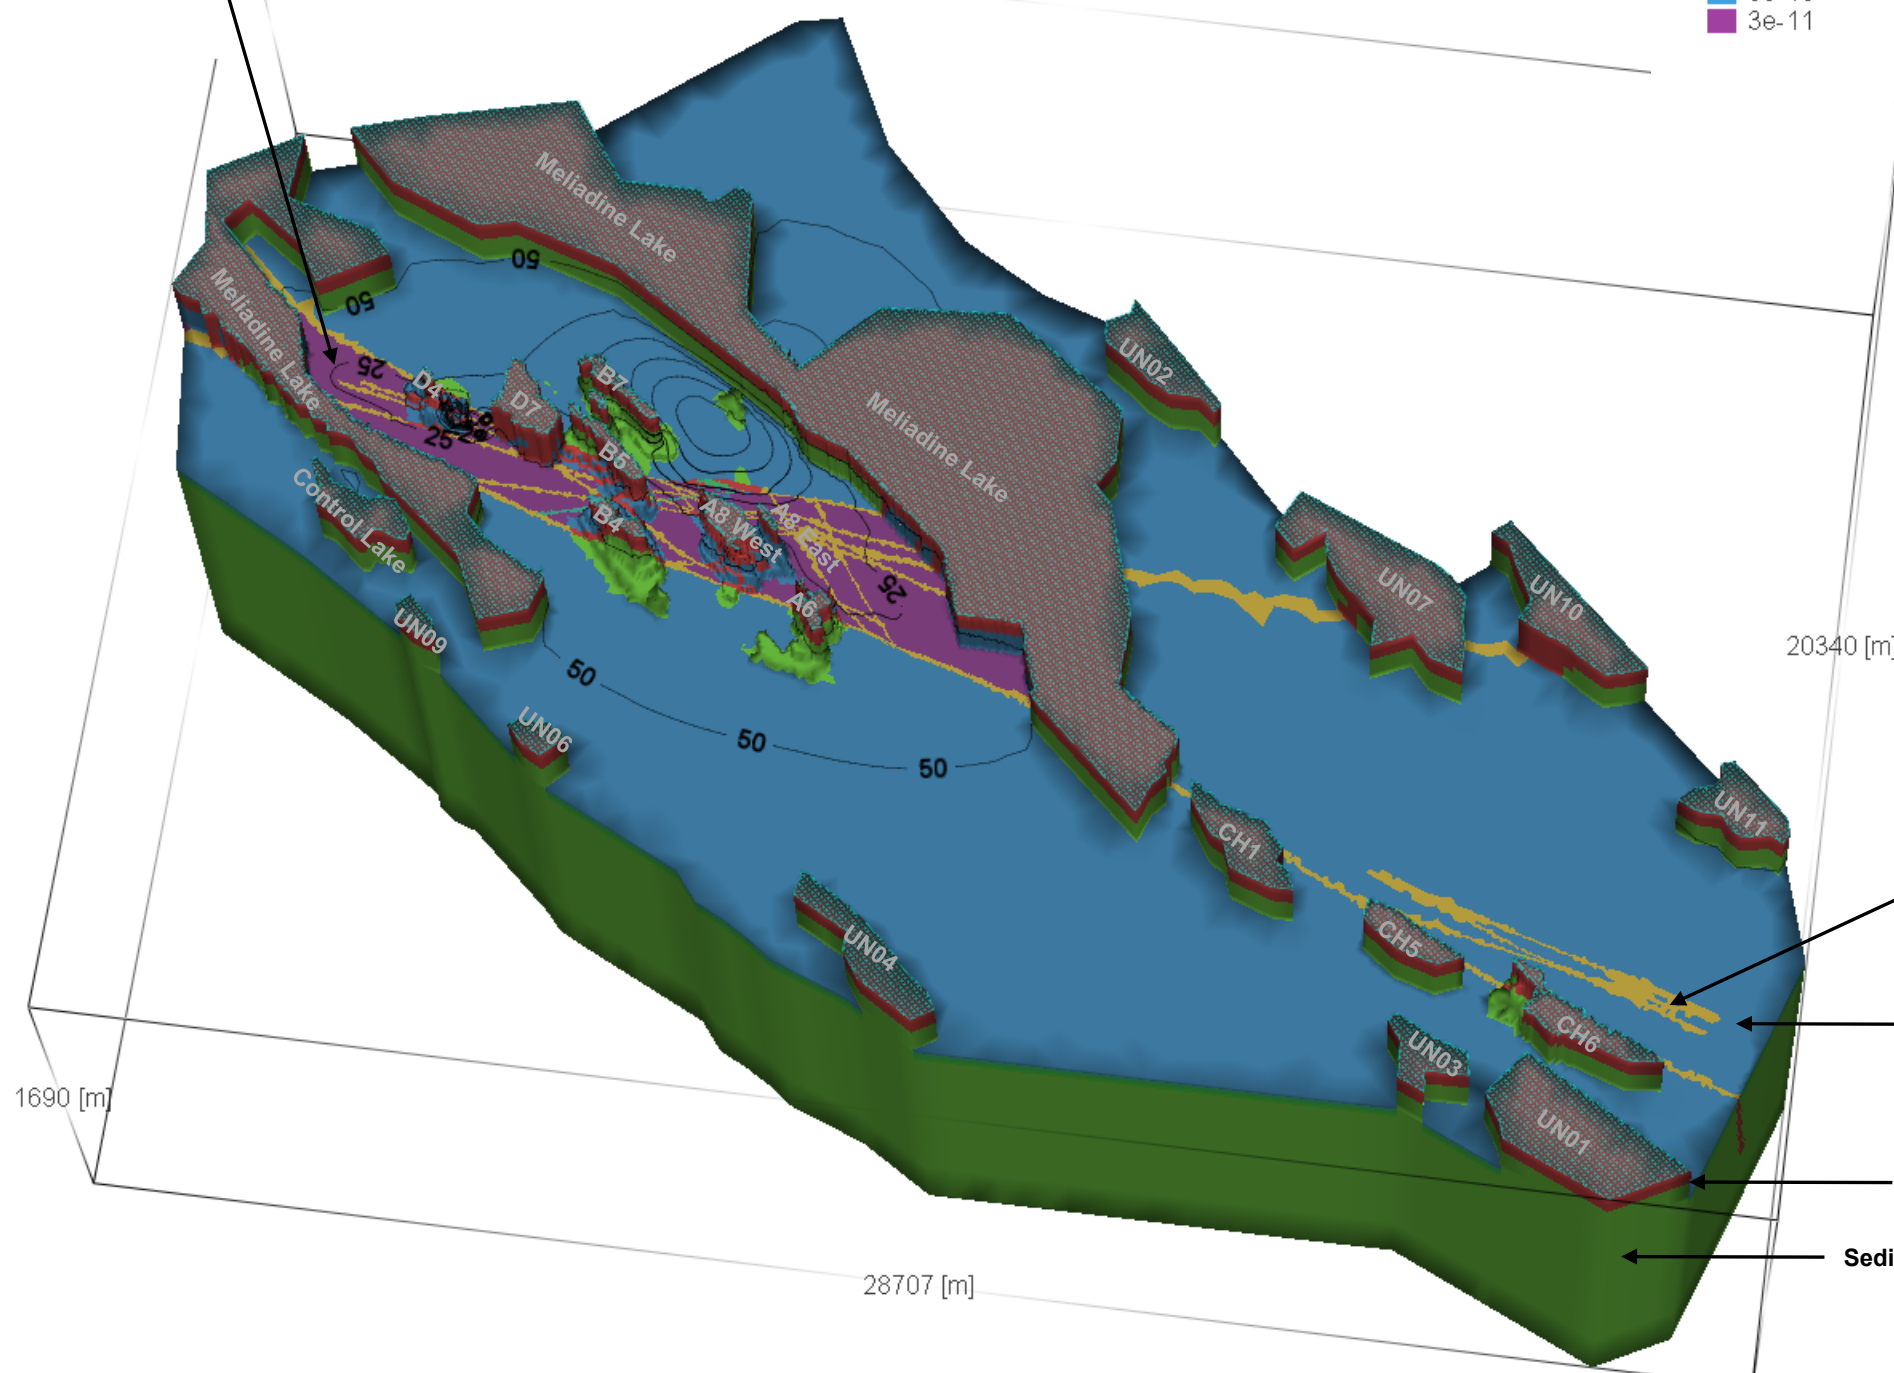 3e-11
Meliadine Lake
50
50
Meliadine Lake
UN02
25
D4
D7
B7
Meliadine Lake
25
B5
Control Lake
B4
A8 West
A8 East
25
A6
UN07
UN10
UN09
20340 [m]
50
UN06
50
50
UN11
CH1
UN04
CH5
CH6
UN03
1690 [m]
UN01
Sedi
28707 [m]